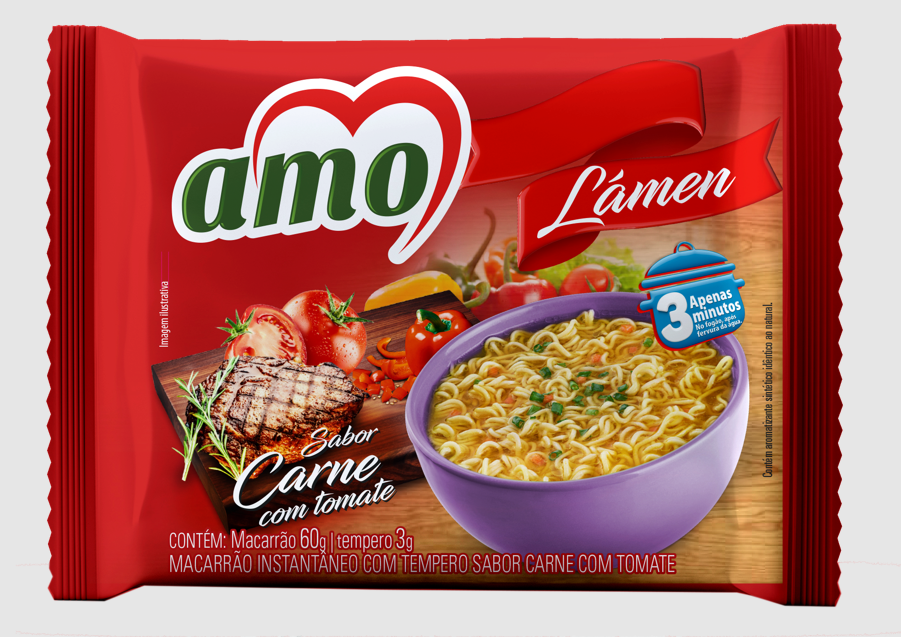 amo
Lámen
Imagem ilustrativa
3 Apenas
minutos
No fogão, após
fervura da água.
Contém aromatizante sintético idêntico ao natural.
Sabor
Carne
com tomate
CONTÉM: Macarrão 60g | tempero 3g
MACARRÃO INSTANTÂNEO COM TEMPERO SABOR CARNE COM TOMATE